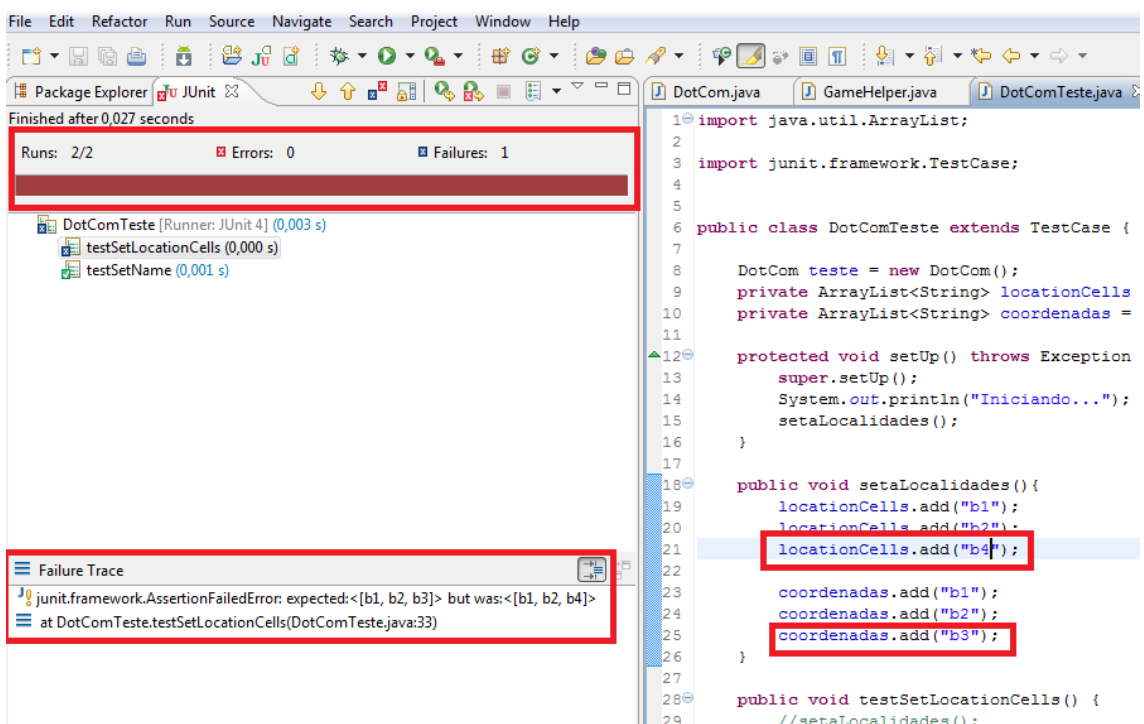 File Edit Refactor Run Source Navigate Search Project Window Help
Package Explorer JUnit
Finished after 0,027 seconds
Runs: 2/2 Errors: 0 Failures: 1
DotComTeste [Runner: JUnit 4] (0,003 s)
testSetLocationCells (0,000 s)
testSetName (0,001 s)
Failure Trace
junit.framework.AssertionFailedError: expected:<[b1, b2, b3]> but was:<[b1, b2, b4]>
at DotComTeste.testSetLocationCells(DotComTeste.java:33)
DotCom.java GameHelper.java DotComTeste.java
1 import java.util.ArrayList;
2
3 import junit.framework.TestCase;
4
5
6 public class DotComTeste extends TestCase {
7
8 DotCom teste = new DotCom();
9 private ArrayList<String> locationCells
10 private ArrayList<String> coordenadas =
11
12 protected void setUp() throws Exception
13 super.setUp();
14 System.out.println("Iniciando...");
15 setaLocalidades();
16 }
17
18 public void setaLocalidades(){
19 locationCells.add("b1");
20 locationCells.add("b2");
21 locationCells.add("b4");
22
23 coordenadas.add("b1");
24 coordenadas.add("b2");
25 coordenadas.add("b3");
26 }
27
28 public void testSetLocationCells() {
29 //setaLocalidades();